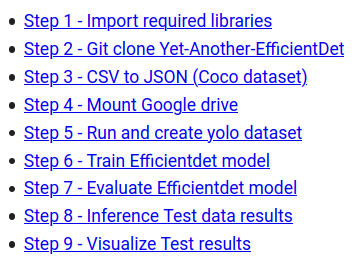 Step 1 - Import required libraries
Step 2 - Git clone Yet-Another-EfficientDet
Step 3 - CSV to JSON (Coco dataset)
Step 4 - Mount Google drive
Step 5 - Run and create yolo dataset
Step 6 - Train Efficientdet model
Step 7 - Evaluate Efficientdet model
Step 8 - Inference Test data results
Step 9 - Visualize Test results